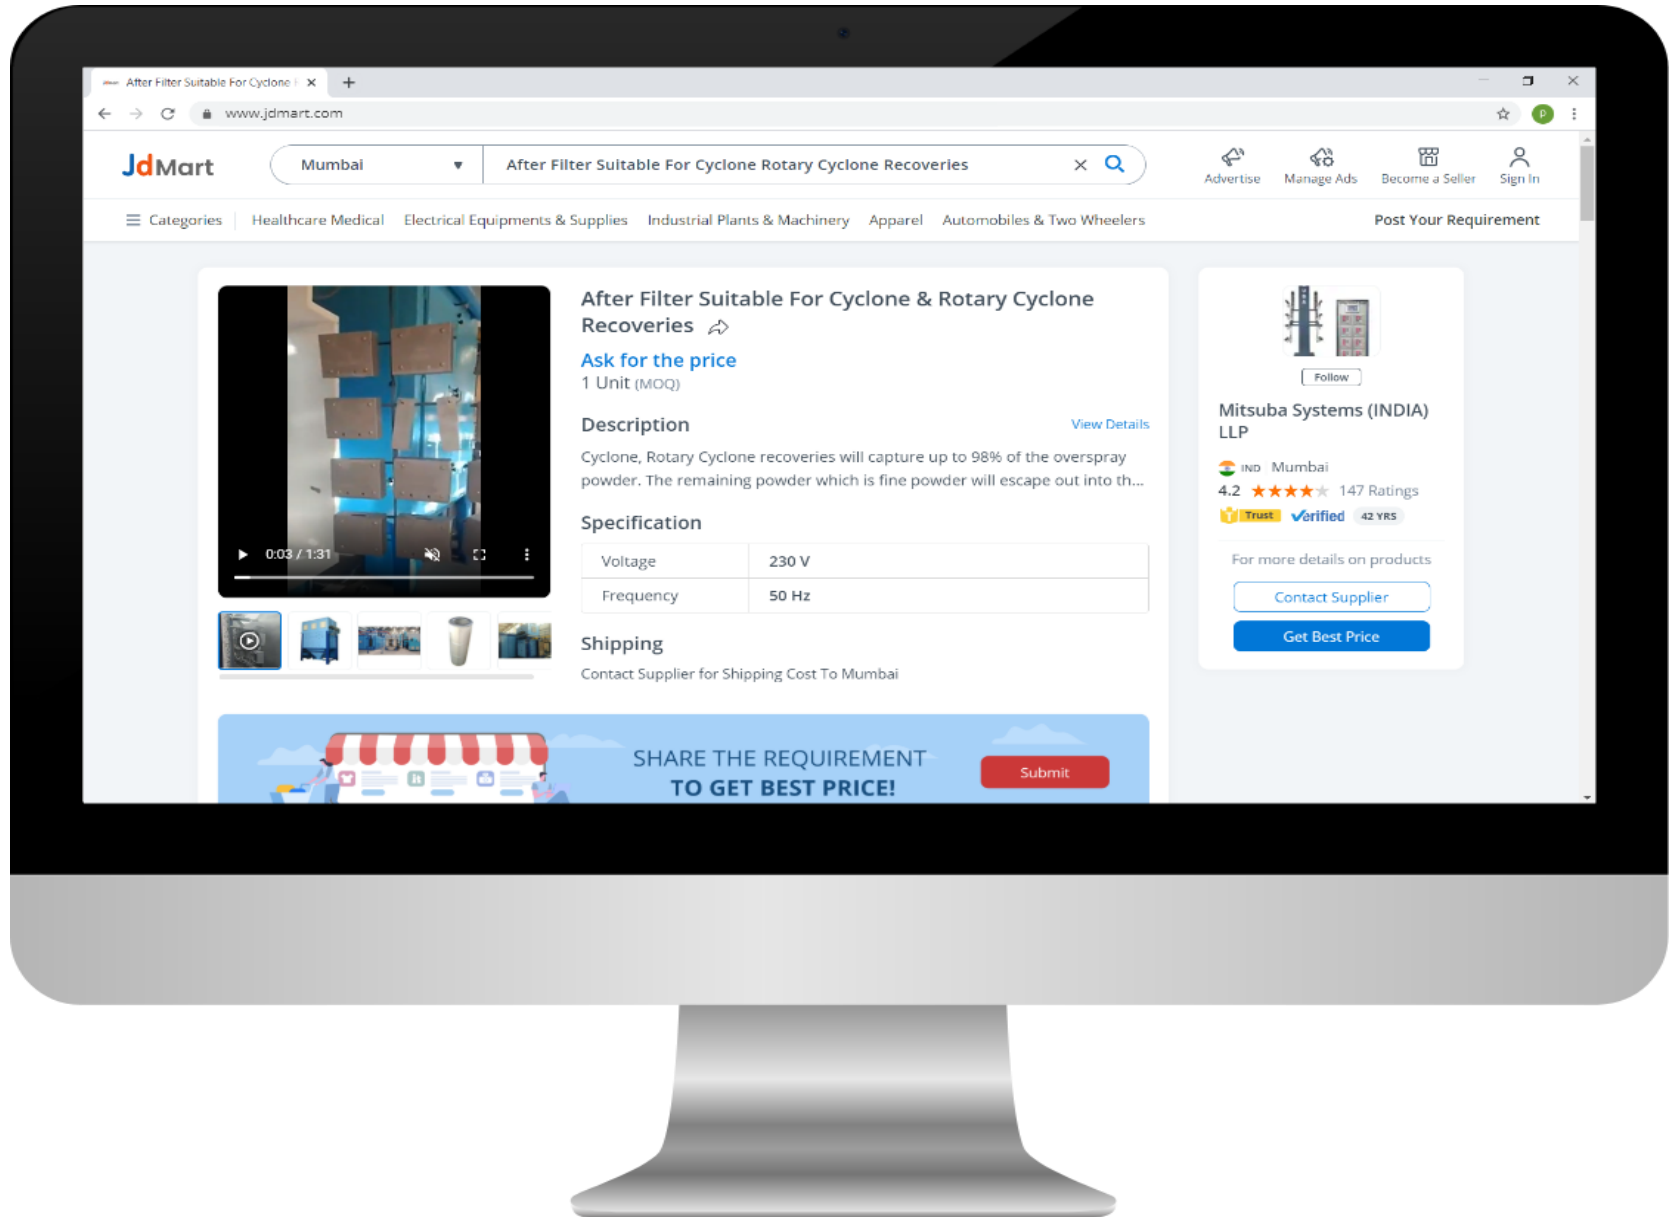 After Filter Suitable For Cyclone
www.jdmart.com
P
JdMart
Mumbai
After Filter Suitable For Cyclone Rotary Cyclone Recoveries
Advertise
Manage Ads
Become a Seller
Sign In
Categories
Healthcare Medical
Electrical Equipments & Supplies
Industrial Plants & Machinery
Apparel
Automobiles & Two Wheelers
Post Your Requirement
0:03 / 1:31
After Filter Suitable For Cyclone & Rotary Cyclone
Recoveries
Ask for the price
1 Unit (MOQ)
Description
View Details
Cyclone, Rotary Cyclone recoveries will capture up to 98% of the overspray
powder. The remaining powder which is fine powder will escape out into th...
Specification
Voltage 230 V
Frequency 50 Hz
Shipping
Contact Supplier for Shipping Cost To Mumbai
SHARE THE REQUIREMENT
TO GET BEST PRICE!
Submit
Follow
Mitsuba Systems (INDIA)
LLP
IND Mumbai
4.2 147 Ratings
Trust Verified 42 YRS
For more details on products
Contact Supplier
Get Best Price